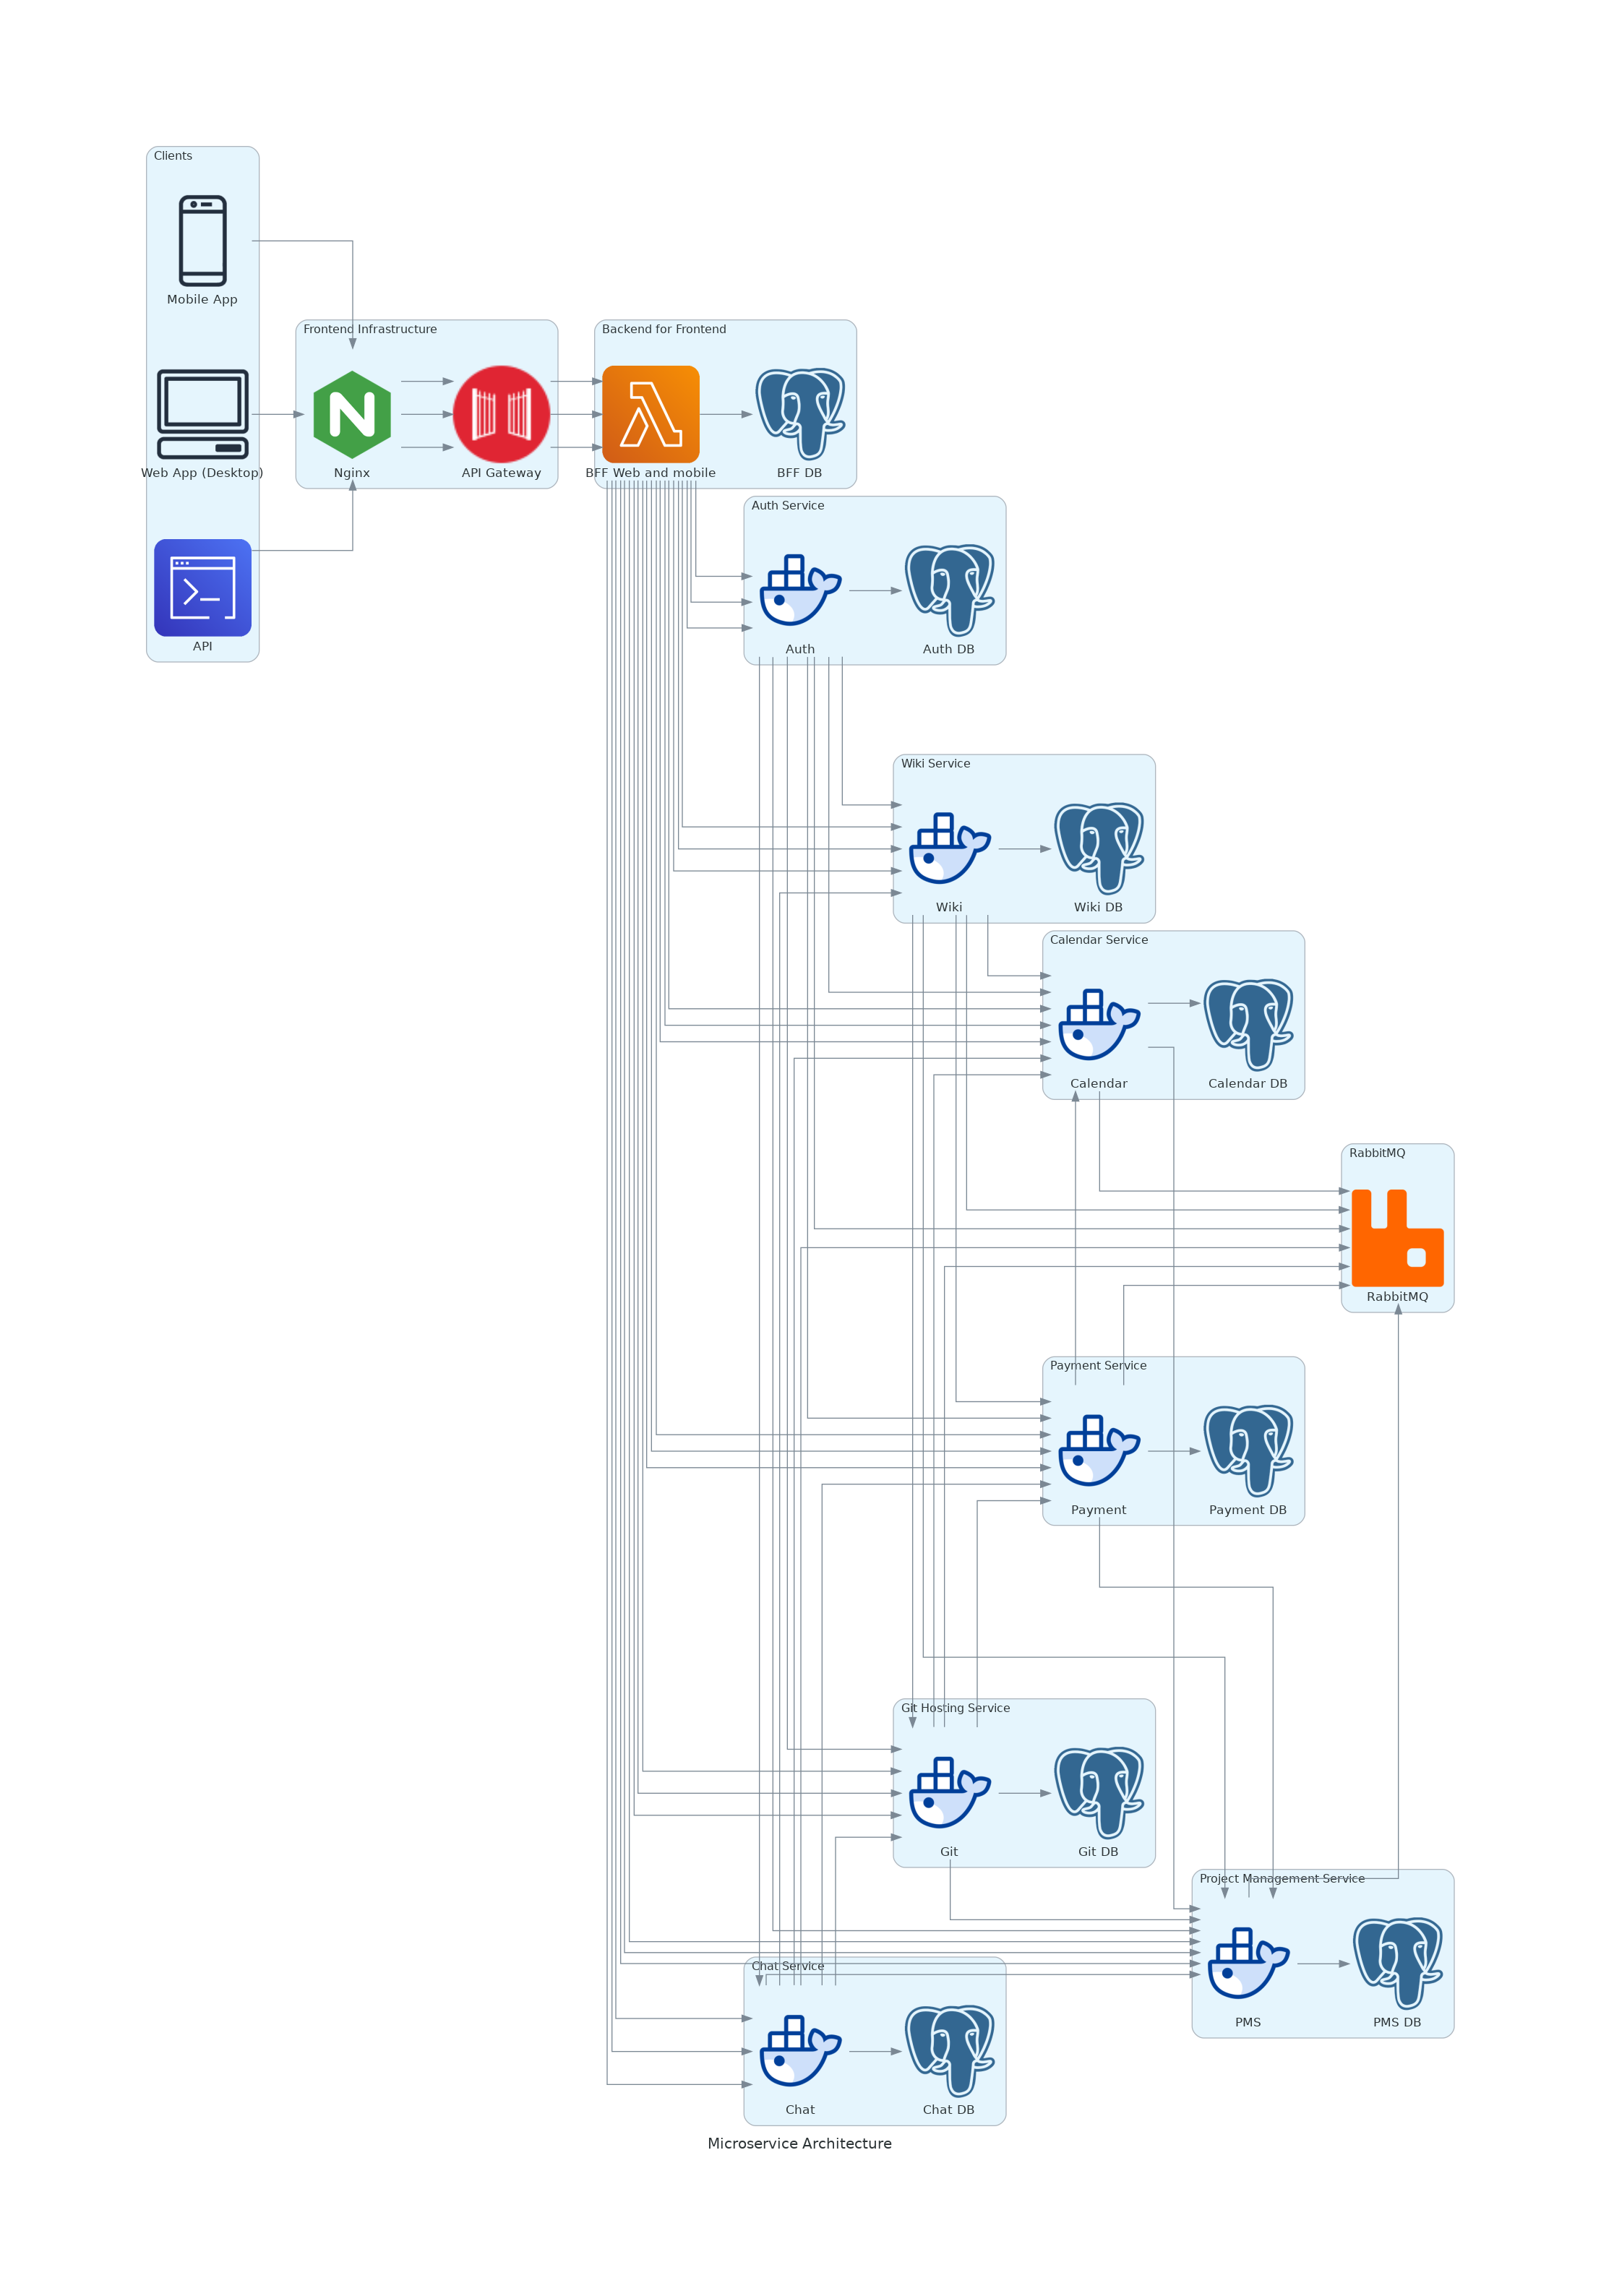 Clients
Mobile App
Web App (Desktop)
API
Frontend Infrastructure
Nginx
API Gateway
Backend for Frontend
BFF Web and mobile
BFF DB
Auth Service
Auth
Auth DB
Wiki Service
Wiki
Wiki DB
Calendar Service
Calendar
Calendar DB
RabbitMQ
RabbitMQ
Payment Service
Payment
Payment DB
Git Hosting Service
Git
Git DB
Project Management Service
PMS
PMS DB
Chat Service
Chat
Chat DB
Microservice Architecture